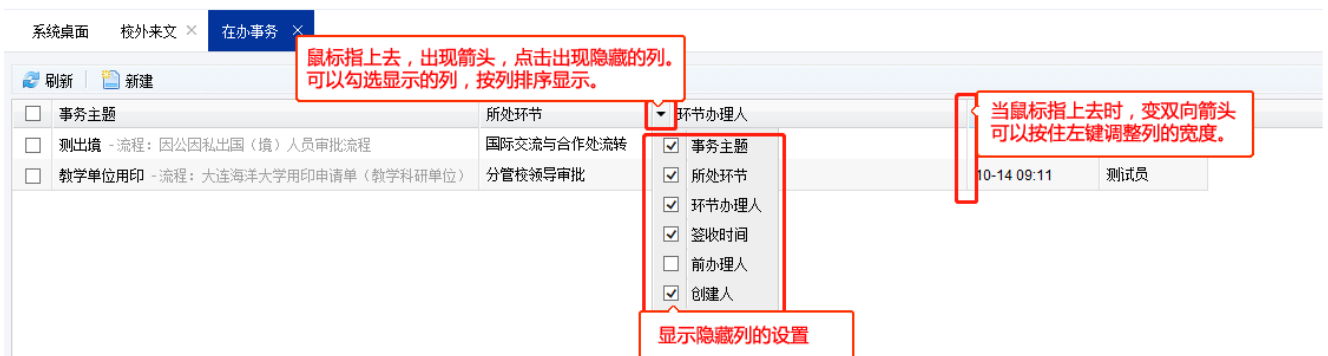 系统桌面 校外来文 在办事务
鼠标指上去，出现箭头，点击出现隐藏的列。
可以勾选显示的列，按列排序显示。
刷新 新建
事务主题 所处环节 环节办理人
当鼠标指上去时，变双向箭头
可以按住左键调整列的宽度。
测出境 -流程：因公因私出国（境）人员审批流程 国际交流与合作处流转
教学单位用印 -流程：大连海洋大学用印申请单（教学科研单位） 分管校领导审批 10-14 09:11 测试员
事务主题
所处环节
环节办理人
签收时间
前办理人
创建人
显示隐藏列的设置